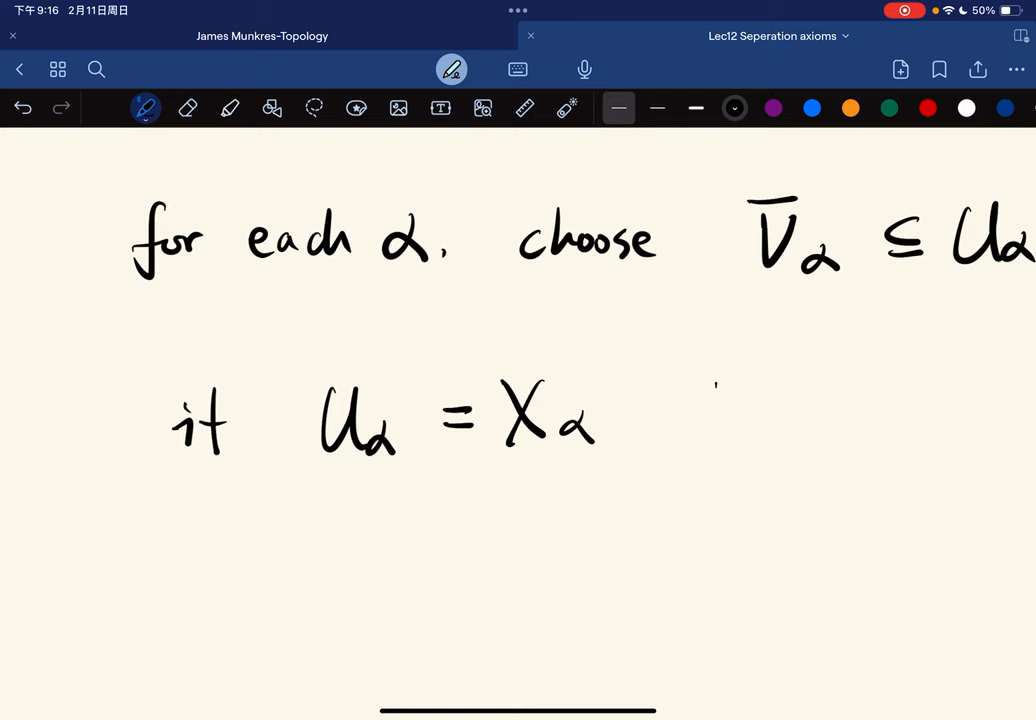 下午9:16 2月11日周日 50%
James Munkres-Topology
Lec12 Seperation axioms
for each α, choose V̅α ⊆ Uα
if Uα = Xα